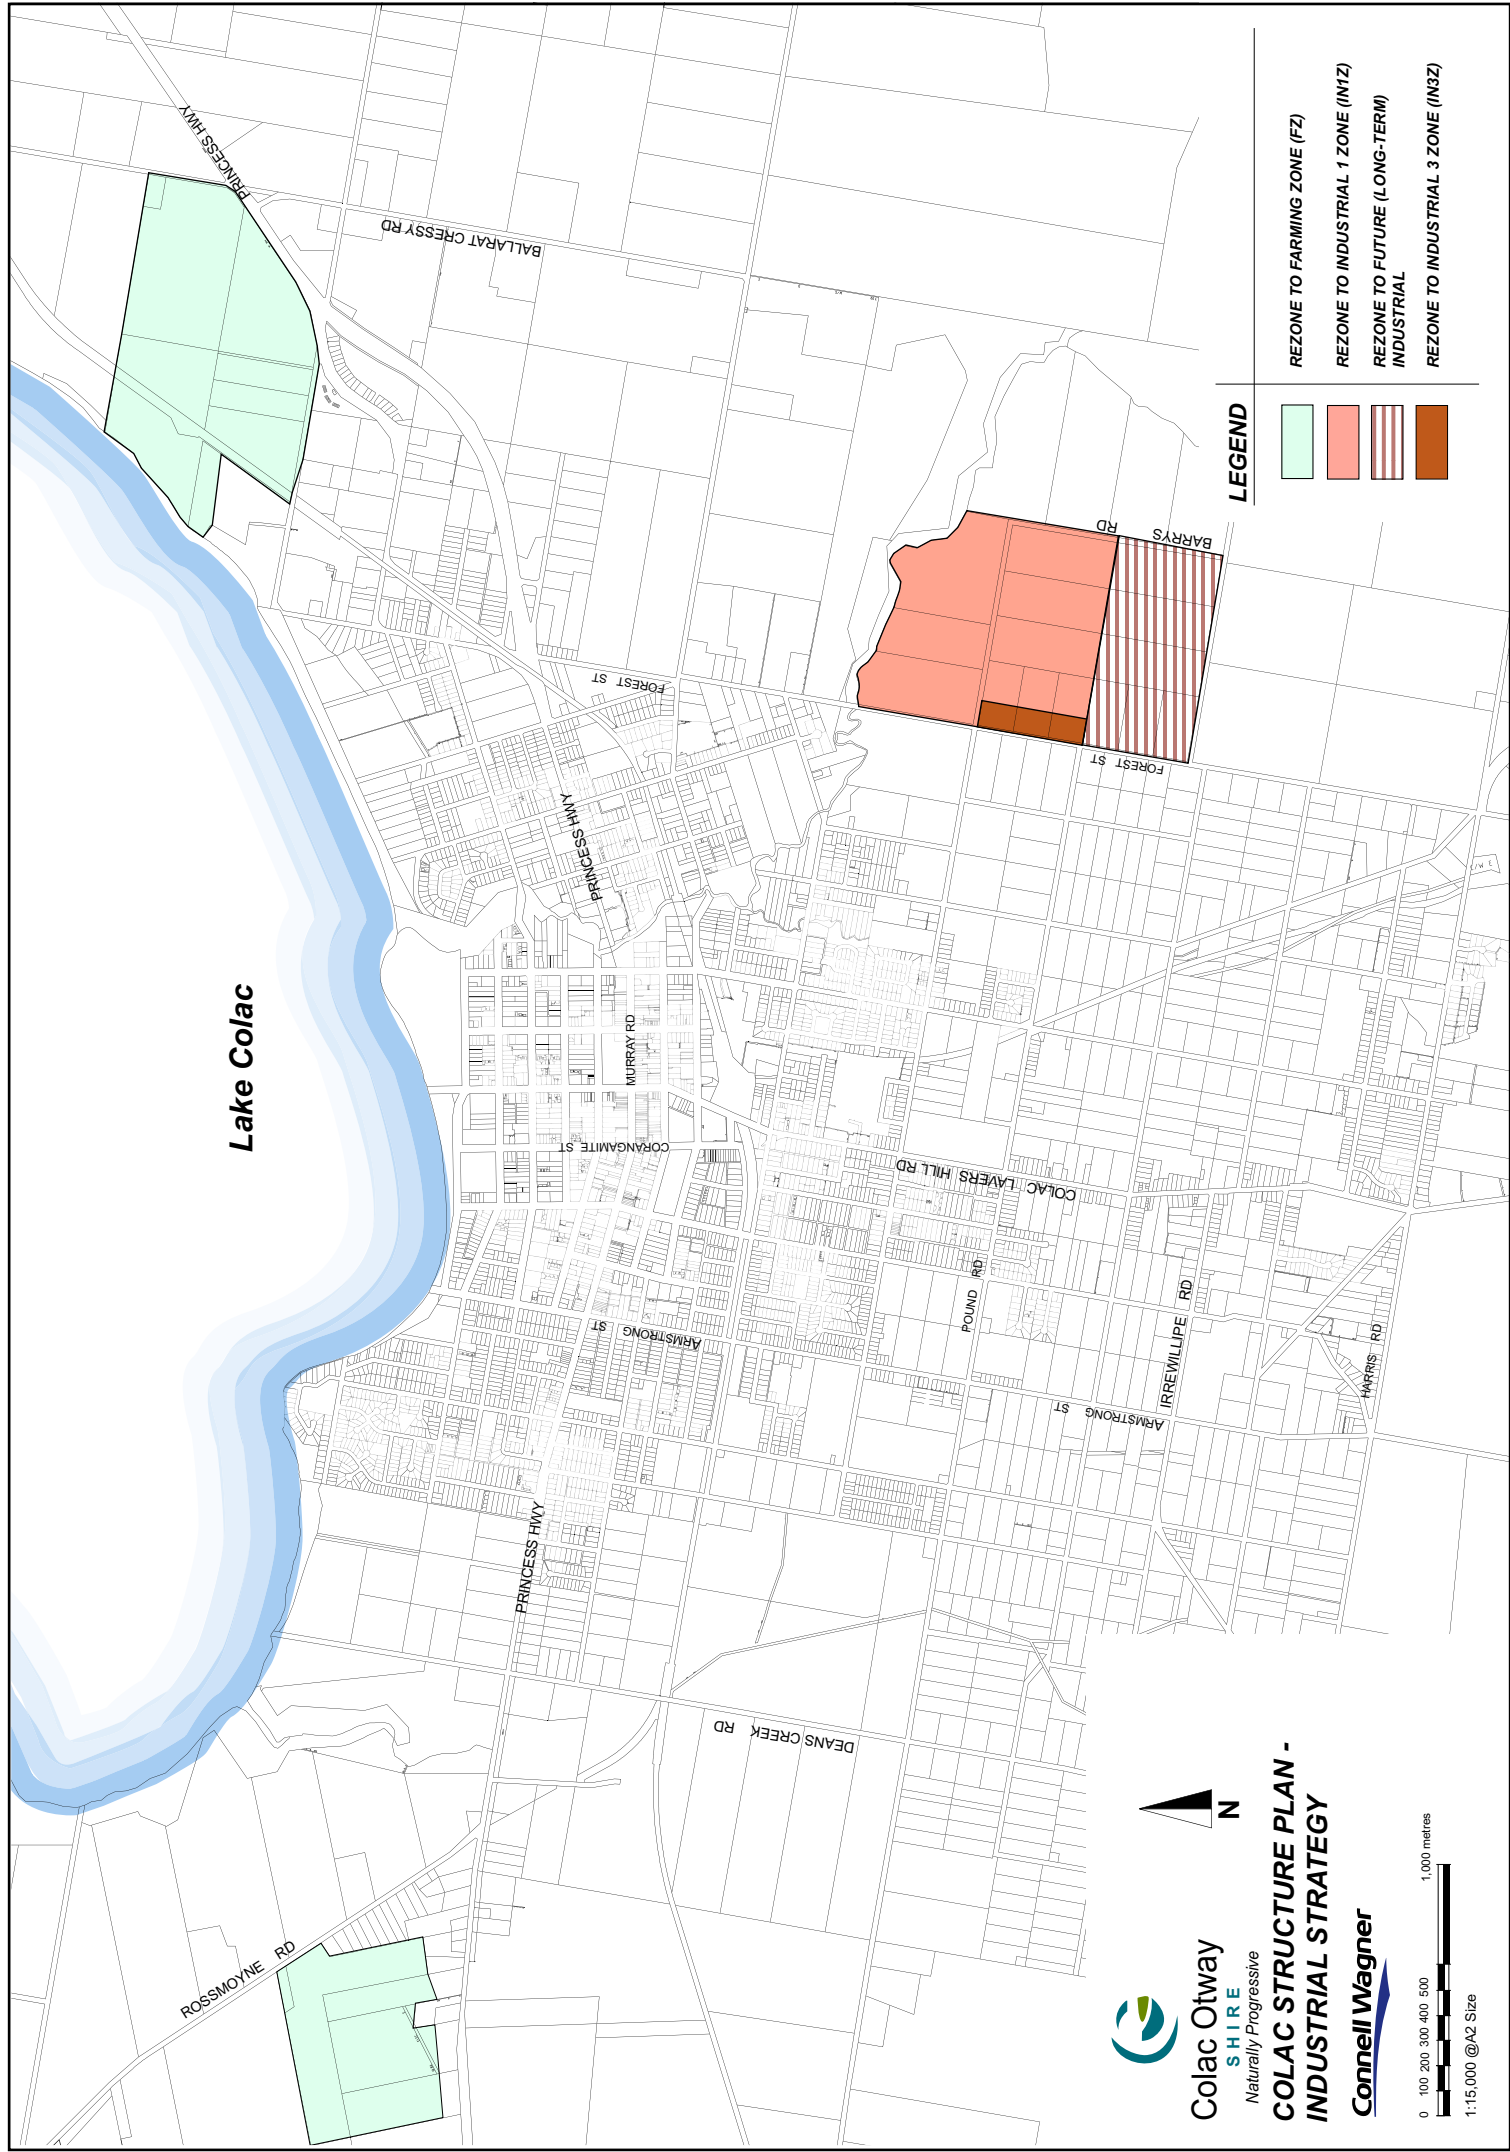 Lake Colac
PRINCESS HWY
BALLARAT CRESSY RD
FOREST ST
PRINCESS HWY
MURRAY RD
CORANGAMITE ST
ARMSTRONG ST
PRINCESS HWY
ROSSMOYNE RD
DEANS CREEK RD
COLAC LAVERS HILL RD
POUND RD
IRREWILLIPE RD
ARMSTRONG ST
HARRIS RD
FOREST ST
BARRYS RD
LEGEND
REZONE TO FARMING ZONE (FZ)
REZONE TO INDUSTRIAL 1 ZONE (IN1Z)
REZONE TO FUTURE (LONG-TERM)
INDUSTRIAL
REZONE TO INDUSTRIAL 3 ZONE (IN3Z)
Colac Otway
SHIRE
Naturally Progressive
N
COLAC STRUCTURE PLAN -
INDUSTRIAL STRATEGY
Connell Wagner
0 100 200 300 400 500 1,000 metres
1:15,000 @A2 Size